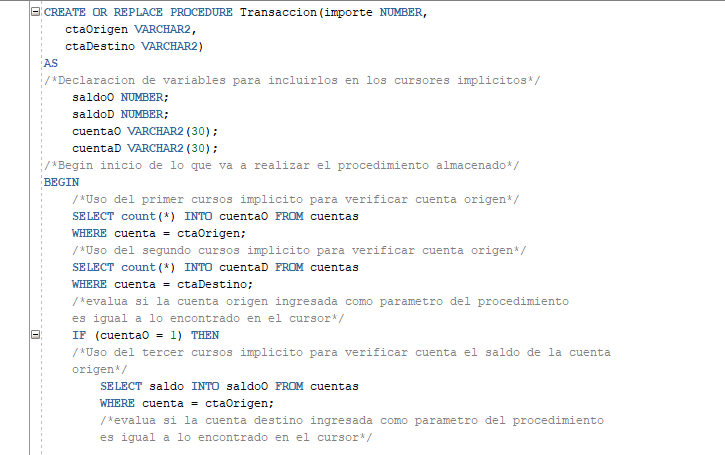 CREATE OR REPLACE PROCEDURE Transaccion(importe NUMBER,
ctaOrigen VARCHAR2,
ctaDestino VARCHAR2)
AS
/*Declaracion de variables para incluirlos en los cursores implicitos*/
saldoO NUMBER;
saldoD NUMBER;
cuentaO VARCHAR2(30);
cuentaD VARCHAR2(30);
/*Begin inicio de lo que va a realizar el procedimiento almacenado*/
BEGIN
/*Uso del primer cursos implicito para verificar cuenta origen*/
SELECT count(*) INTO cuentaO FROM cuentas
WHERE cuenta = ctaOrigen;
/*Uso del segundo cursos implicito para verificar cuenta origen*/
SELECT count(*) INTO cuentaD FROM cuentas
WHERE cuenta = ctaDestino;
/*evalua si la cuenta origen ingresada como parametro del procedimiento
es igual a lo encontrado en el cursor*/
IF (cuentaO = 1) THEN
/*Uso del tercer cursos implicito para verificar cuenta el saldo de la cuenta
origen*/
SELECT saldo INTO saldoO FROM cuentas
WHERE cuenta = ctaOrigen;
/*evalua si la cuenta destino ingresada como parametro del procedimiento
es igual a lo encontrado en el cursor*/